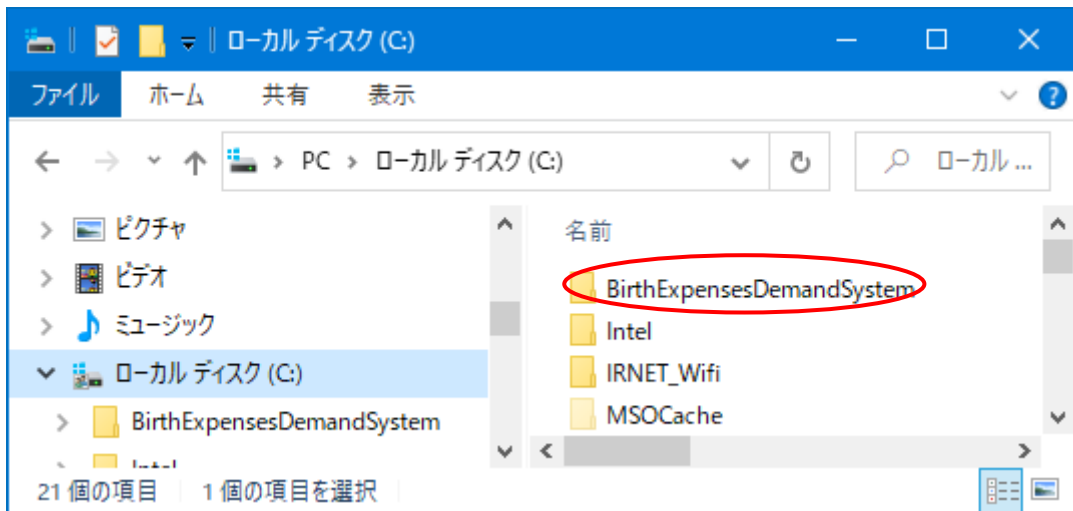 ローカル ディスク (C:)
ファイル ホーム 共有 表示
PC > ローカル ディスク (C:) ローカル ...
ピクチャ
ビデオ
ミュージック
ローカル ディスク (C:)
BirthExpensesDemandSystem
Intel
名前
BirthExpensesDemandSystem
Intel
IRNET_Wifi
MSOCache
21 個の項目 1 個の項目を選択